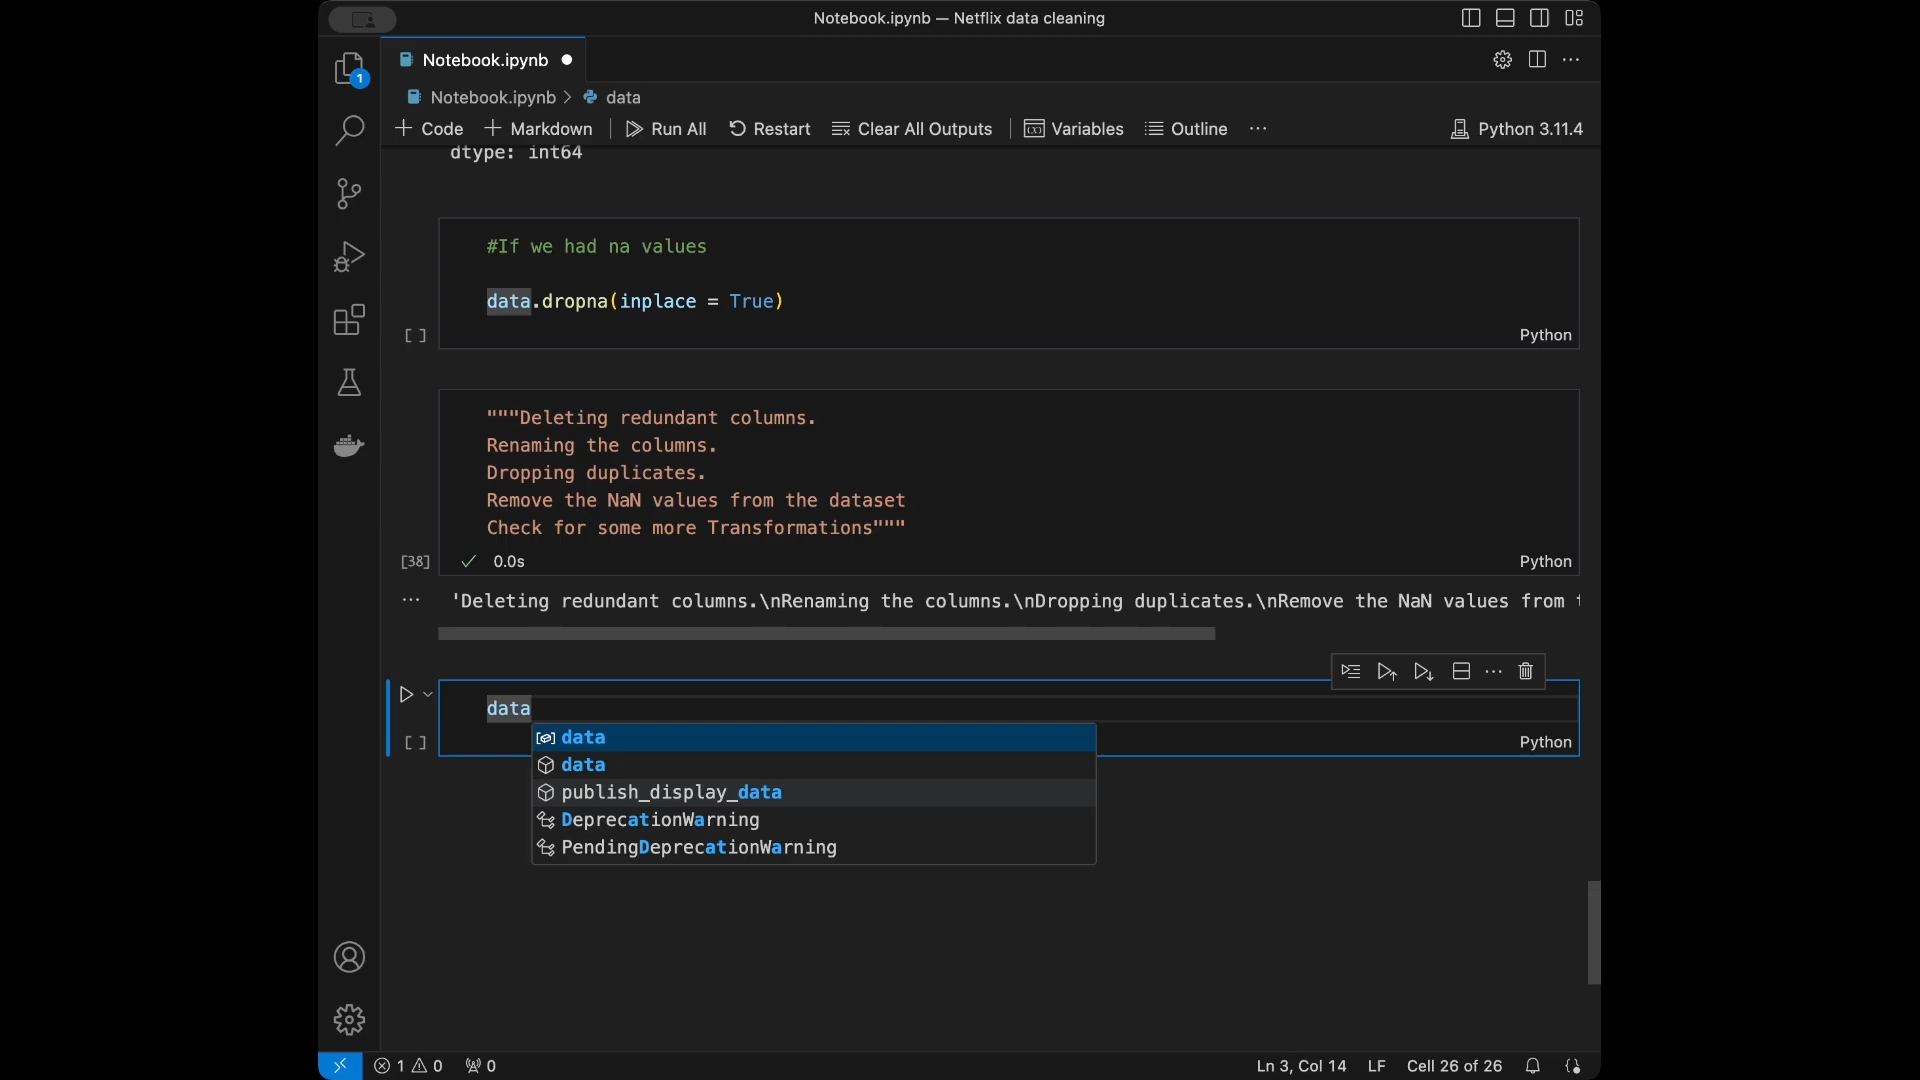 Notebook.ipynb — Netflix data cleaning
1
Notebook.ipynb
Notebook.ipynb > data
Code Markdown Run All Restart Clear All Outputs Variables Outline ··· Python 3.11.4
dtype: int64
#If we had na values
data.dropna(inplace = True)
[ ] Python
"""Deleting redundant columns.
Renaming the columns.
Dropping duplicates.
Remove the NaN values from the dataset
Check for some more Transformations"""
[38] 0.0s Python
'Deleting redundant columns.\nRenaming the columns.\nDropping duplicates.\nRemove the NaN values from
data
[ ] Python
data
data
publish_display_data
DeprecationWarning
PendingDeprecationWarning
1 0 0 Ln 3, Col 14 LF Cell 26 of 26